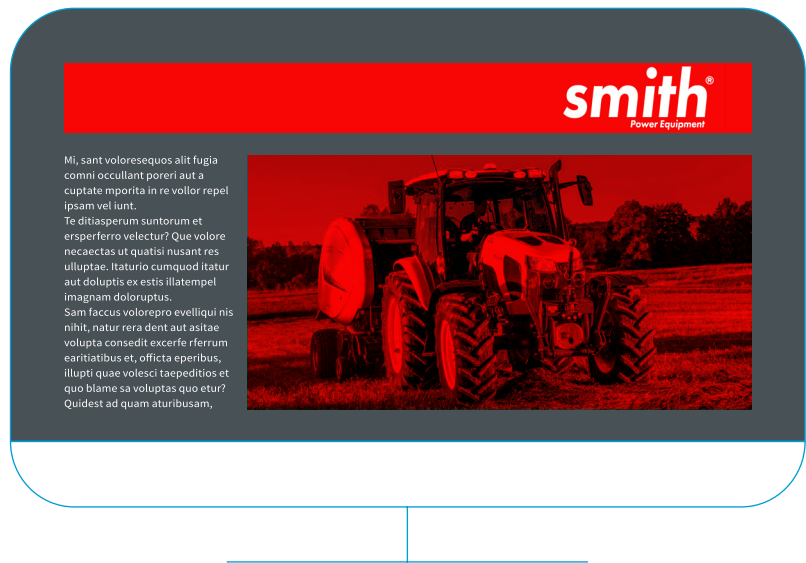 smith®
Power Equipment
Mi, sant voloresequos alit fugia
comni occullant poreri aut a
cuptate mporita in re vollor repel
ipsam vel iunt.
Te ditiasperum suntorum et
ersperferro velectur? Que volore
necaectas ut quatisi nusant res
ulluptae. Itaturio cumquod itatur
aut doluptis ex estis illatempel
imagnam doloruptus.
Sam faccus volorepro evelliqui nis
nihit, natur rera dent aut asitae
volupta consedit excerfe rferrum
earitiatibus et, officta eperibus,
illupti quae volesci taepeditios et
quo blame sa voluptas quo etur?
Quidest ad quam aturibusam,